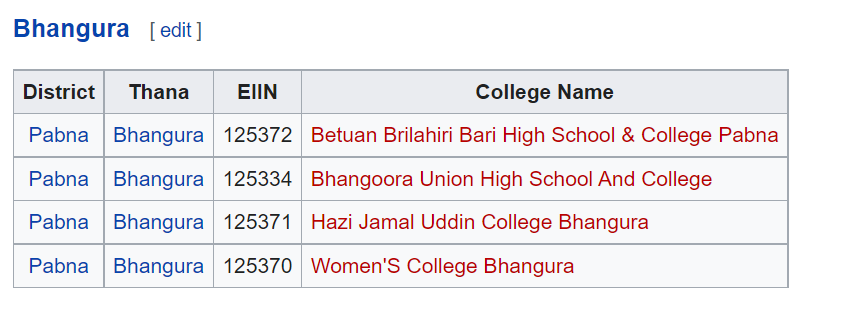 Bhangura [ edit ]
District Thana EIIN College Name
Pabna Bhangura 125372 Betuan Brilahiri Bari High School & College Pabna
Pabna Bhangura 125334 Bhangoora Union High School And College
Pabna Bhangura 125371 Hazi Jamal Uddin College Bhangura
Pabna Bhangura 125370 Women'S College Bhangura